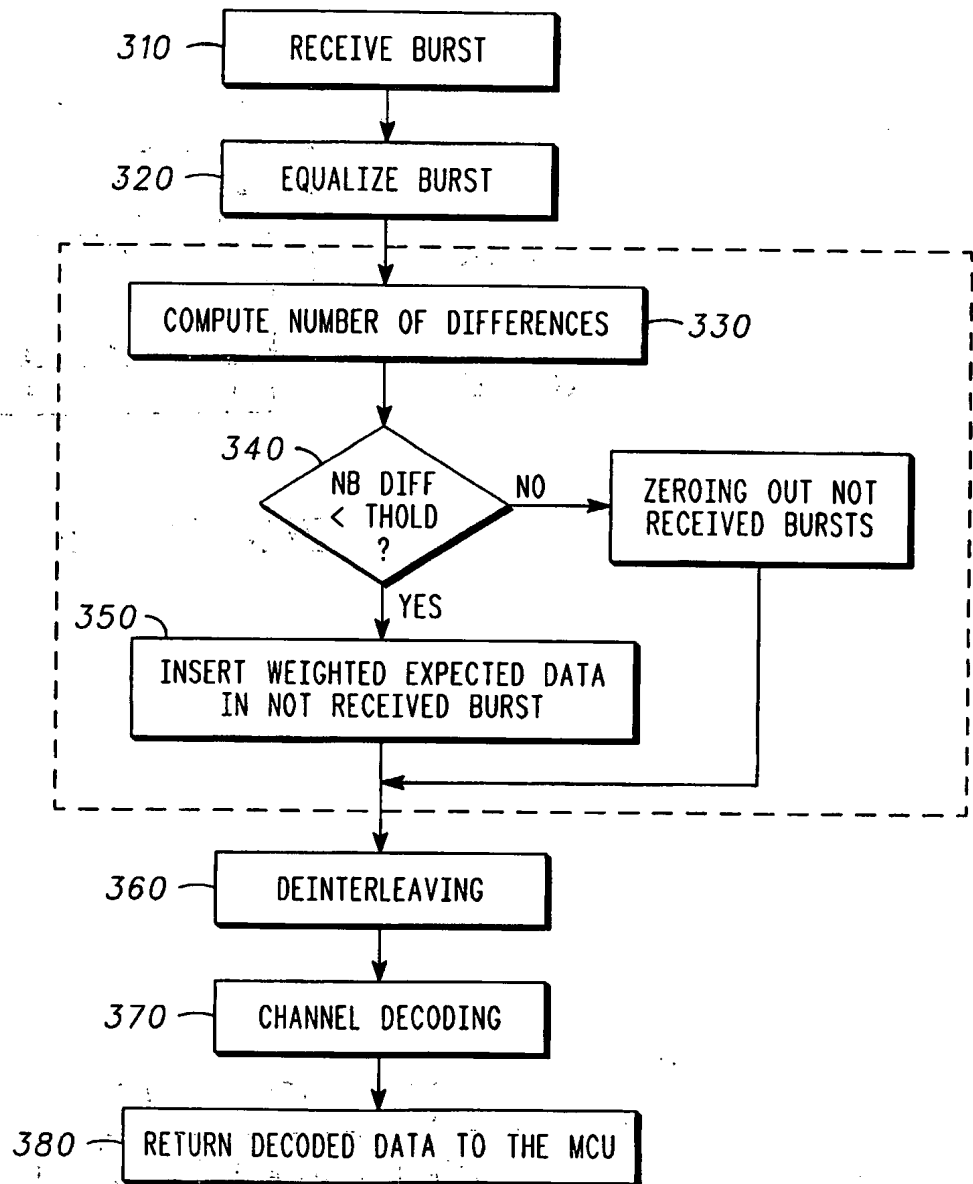 310
RECEIVE BURST
320
EQUALIZE BURST
COMPUTE NUMBER OF DIFFERENCES
330
340
NB DIFF
< THOLD
?
NO
ZEROING OUT NOT
RECEIVED BURSTS
YES
350
INSERT WEIGHTED EXPECTED DATA
IN NOT RECEIVED BURST
360
DEINTERLEAVING
370
CHANNEL DECODING
380
RETURN DECODED DATA TO THE MCU